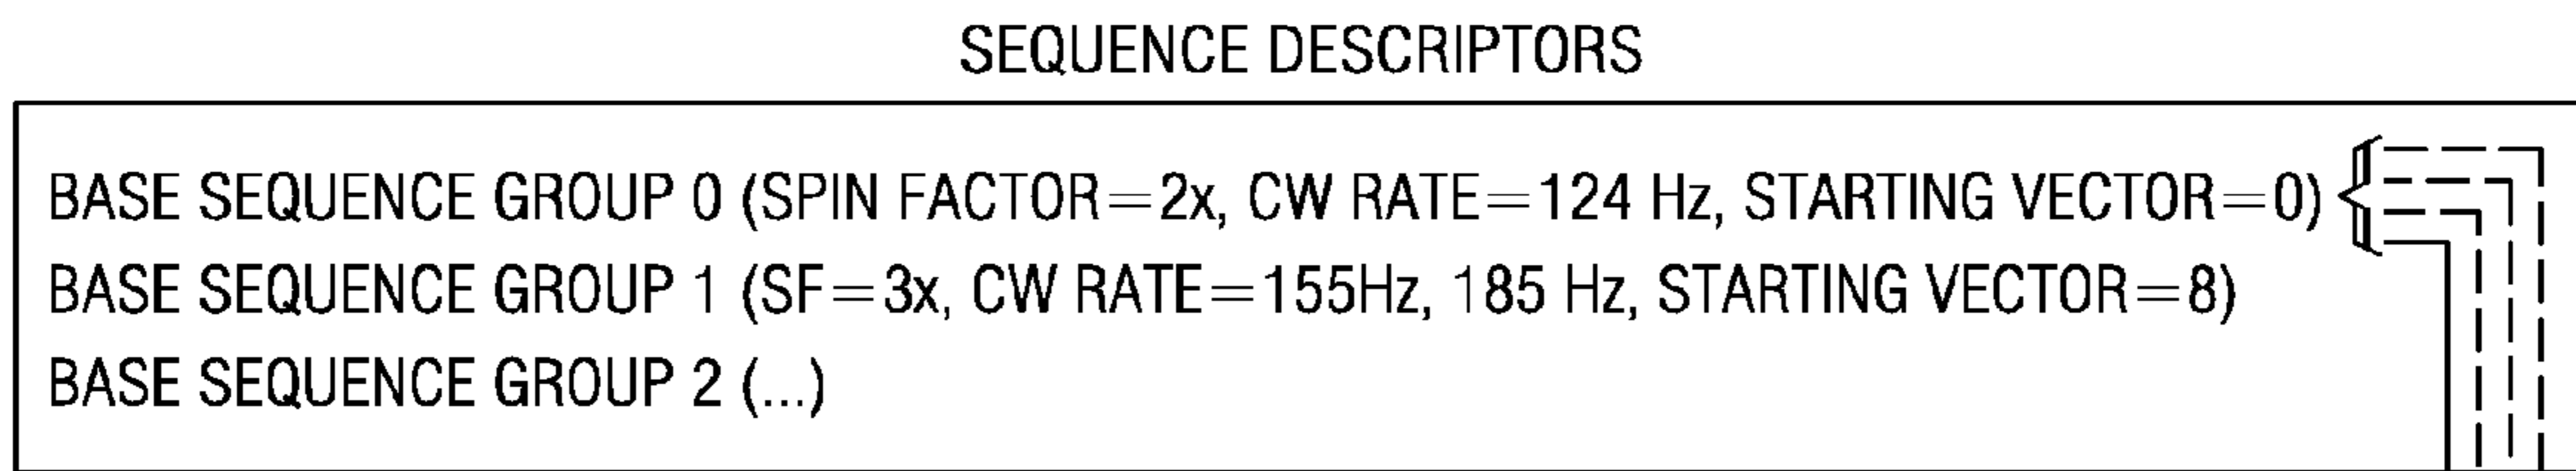 SEQUENCE DESCRIPTORS
BASE SEQUENCE GROUP 0 (SPIN FACTOR=2x, CW RATE=124 Hz, STARTING VECTOR=0)
BASE SEQUENCE GROUP 1 (SF=3x, CW RATE=155Hz, 185 Hz, STARTING VECTOR=8)
BASE SEQUENCE GROUP 2 (...)